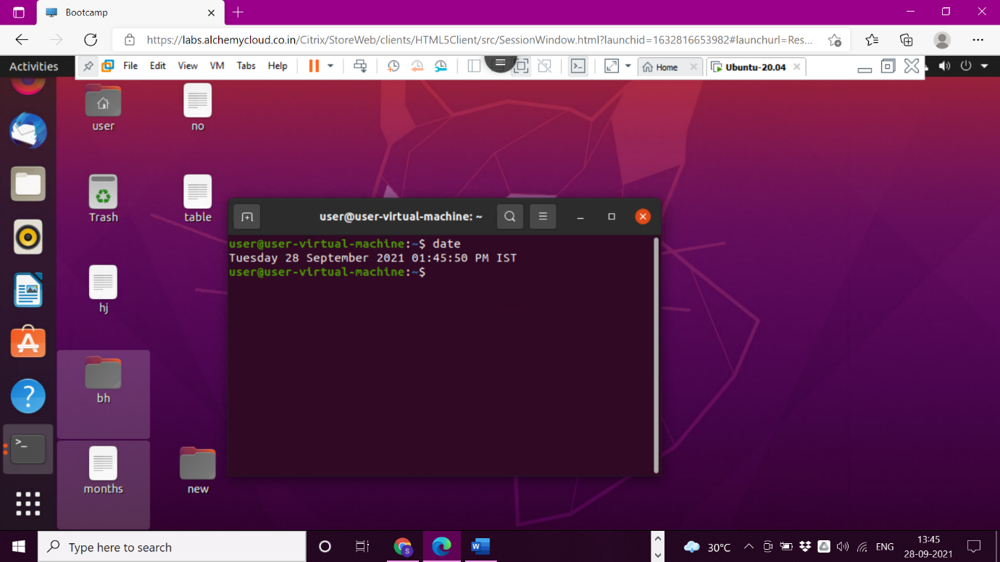 Bootcamp
https://labs.alchemycloud.co.in/Citrix/StoreWeb/clients/HTML5Client/src/SessionWindow.html?launchid=1632816653982#launchurl=Res...
Activities
File Edit View VM Tabs Help
Home
Ubuntu-20.04
user
no
Trash
table
user@user-virtual-machine: ~
user@user-virtual-machine:~$ date
Tuesday 28 September 2021 01:45:50 PM IST
user@user-virtual-machine:~$
hj
bh
months
new
Type here to search
30°C
ENG
13:45
28-09-2021